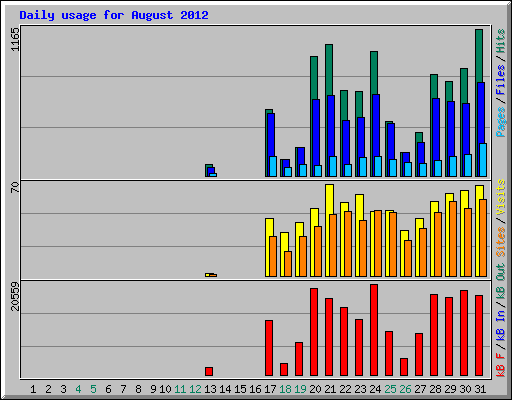 Daily usage for August 2012
1165
70
20559
Pages / Files / Hits
Sites / Visits
kB F / kB In / kB Out
1 2 3 4 5 6 7 8 9 10 11 12 13 14 15 16 17 18 19 20 21 22 23 24 25 26 27 28 29 30 31